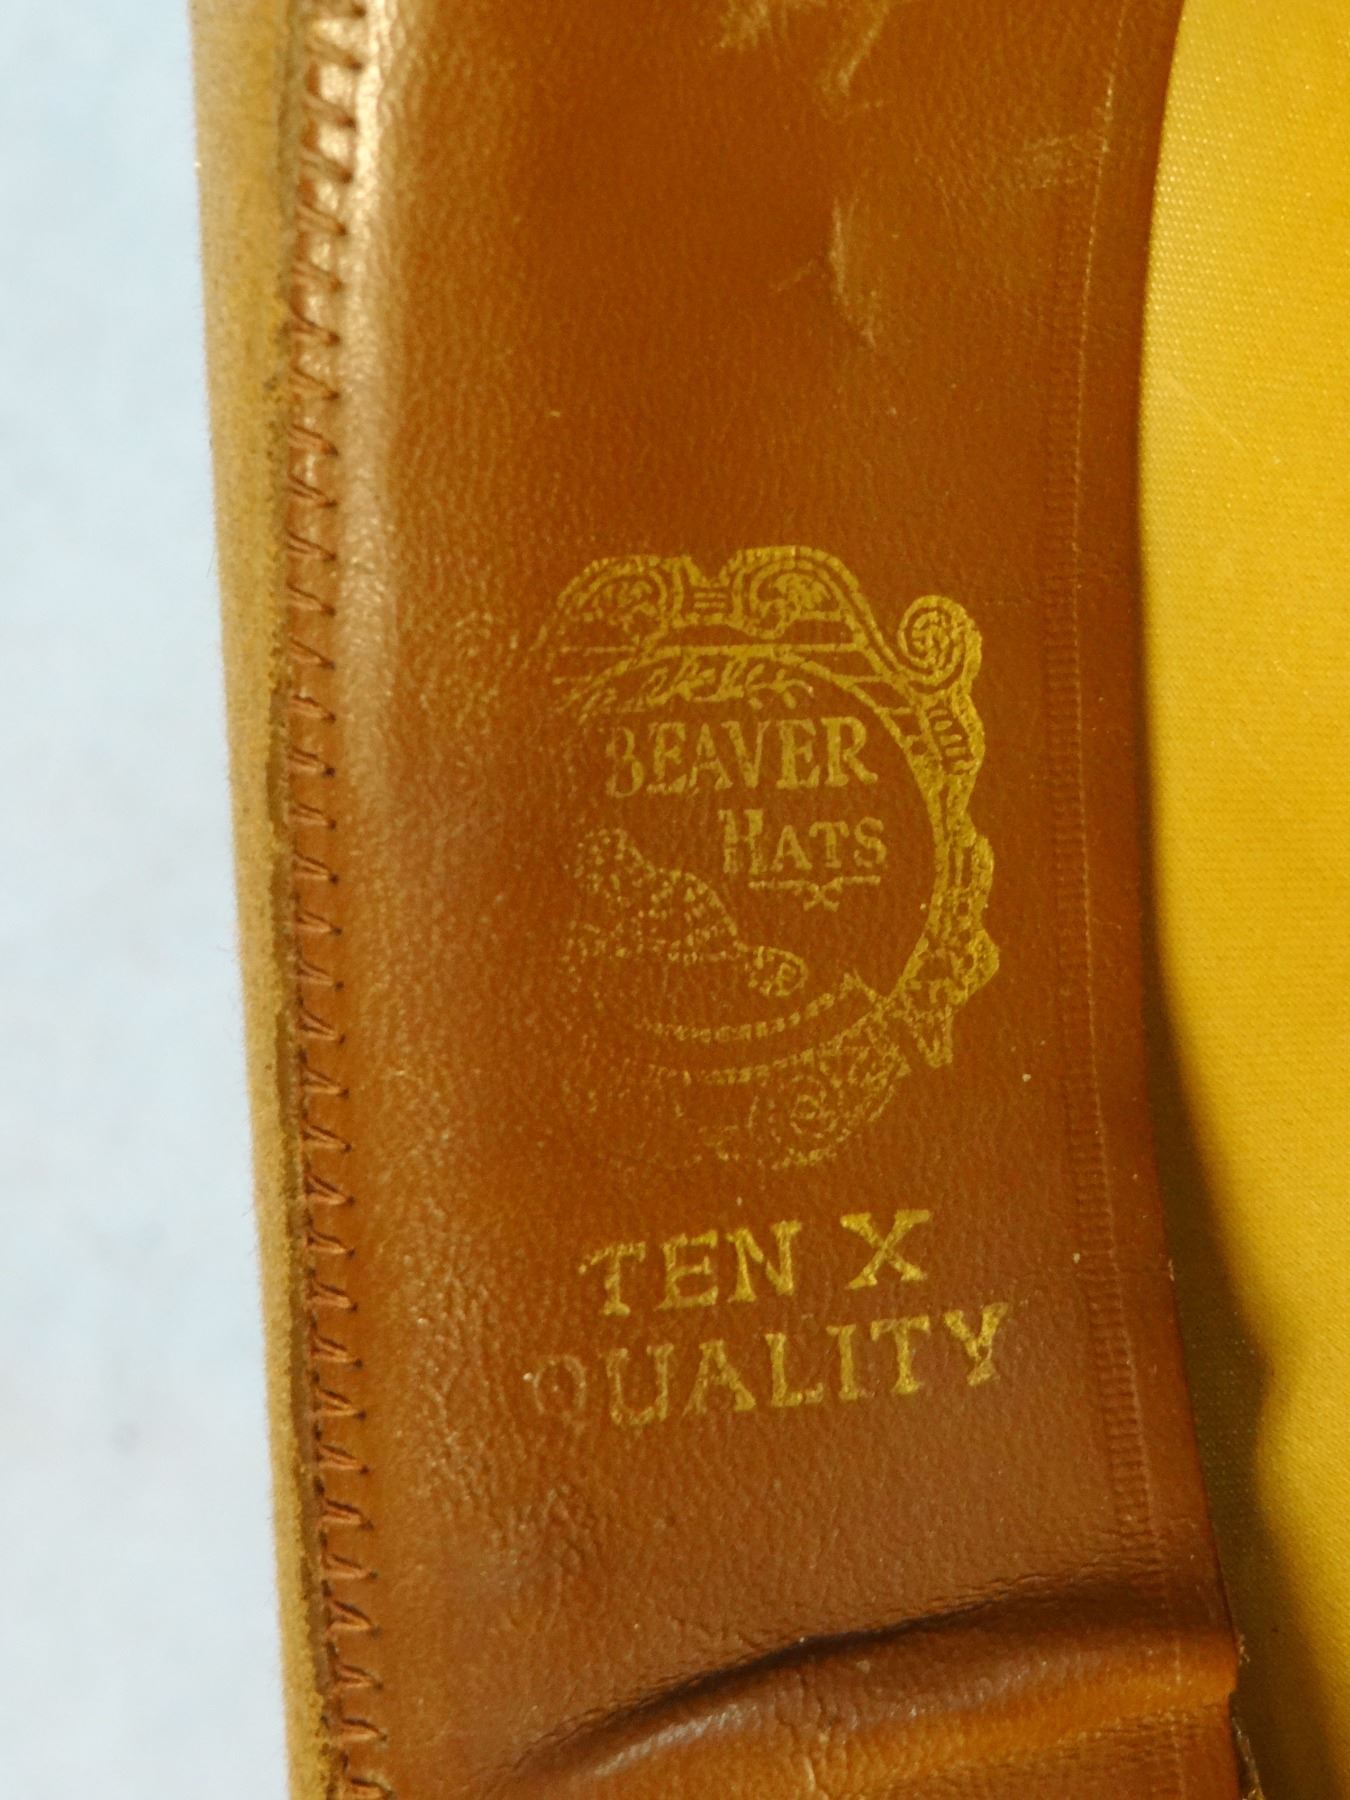 BEAVER
HATS
TEN X
QUALITY